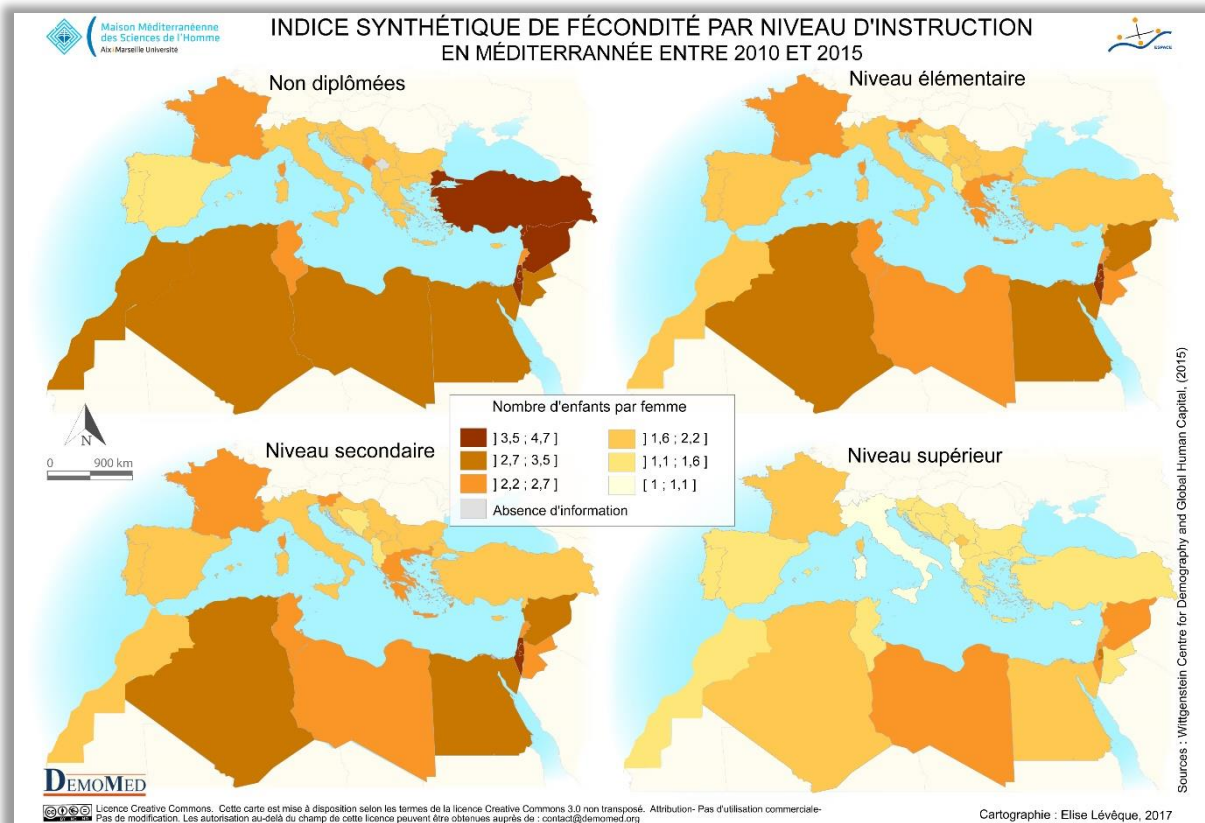 Maison Méditerranéenne
des Sciences de l'Homme
Aix Marseille Université
INDICE SYNTHÉTIQUE DE FÉCONDITÉ PAR NIVEAU D'INSTRUCTION
EN MÉDITERRANNÉE ENTRE 2010 ET 2015
ESPACE
Non diplômées
Niveau élémentaire
Nombre d'enfants par femme
] 3,5 ; 4,7 ]
] 1,6 ; 2,2 ]
] 2,7 ; 3,5 ]
] 1,1 ; 1,6 ]
] 2,2 ; 2,7 ]
[ 1 ; 1,1 ]
Absence d'information
N
0 900 km
Niveau secondaire
Niveau supérieur
Sources : Wittgenstein Centre for Demography and Global Human Capital, (2015)
DEMOMED
Licence Creative Commons. Cette carte est mise à disposition selon les termes de la licence Creative Commons 3.0 non transposé. Attribution- Pas d'utilisation commerciale-
Pas de modification. Les autorisation au-delà du champ de cette licence peuvent être obtenues auprès de : contact@demomed.org
Cartographie : Elise Lévêque, 2017